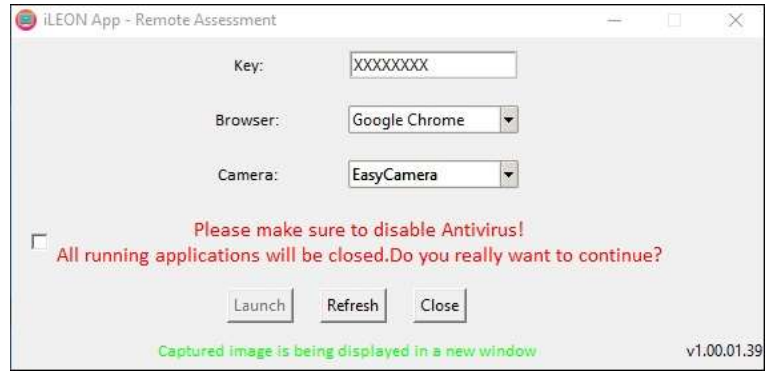 iLEON App - Remote Assessment
Key: XXXXXXXX
Browser: Google Chrome
Camera: EasyCamera
Please make sure to disable Antivirus!
All running applications will be closed.Do you really want to continue?
Launch Refresh Close
Captured image is being displayed in a new window v1.00.01.39